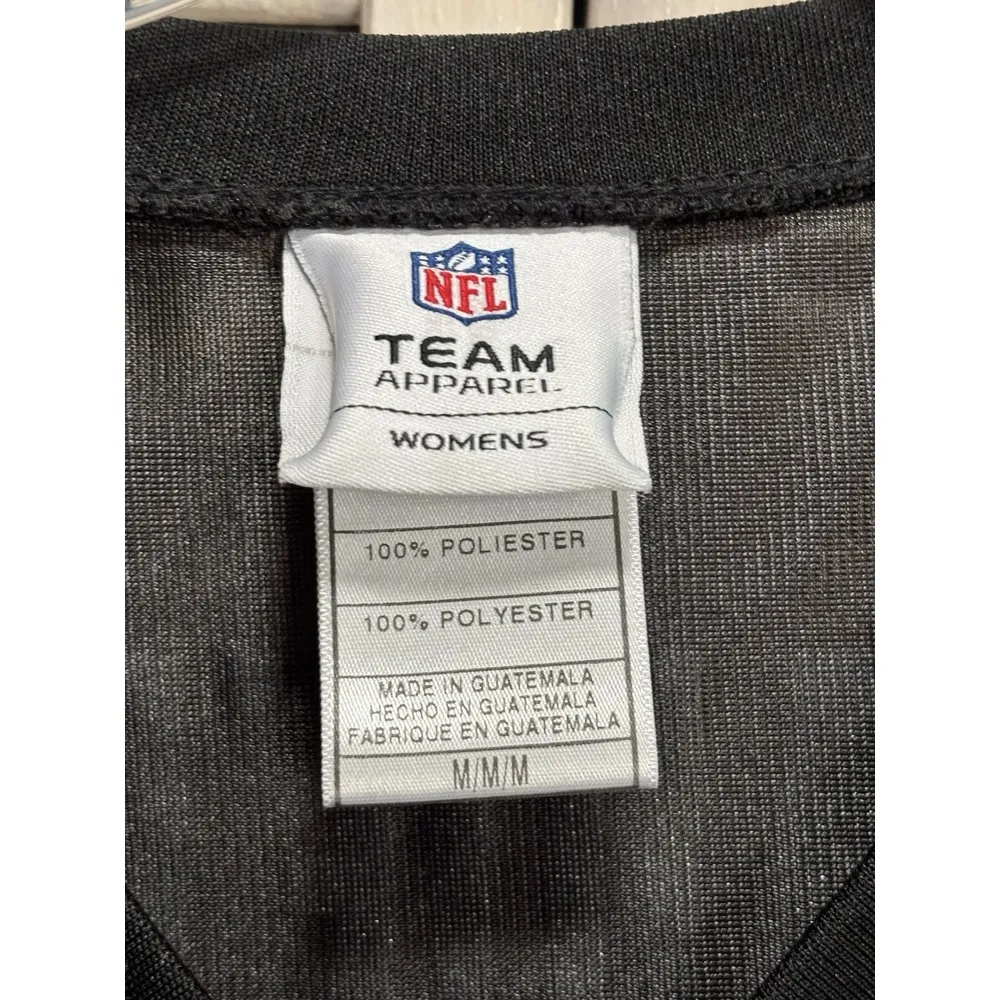 NFL
TEAM
APPAREL
WOMENS
100% POLIESTER
100% POLYESTER
MADE IN GUATEMALA
HECHO EN GUATEMALA
FABRIQUE EN GUATEMALA
M/M/M